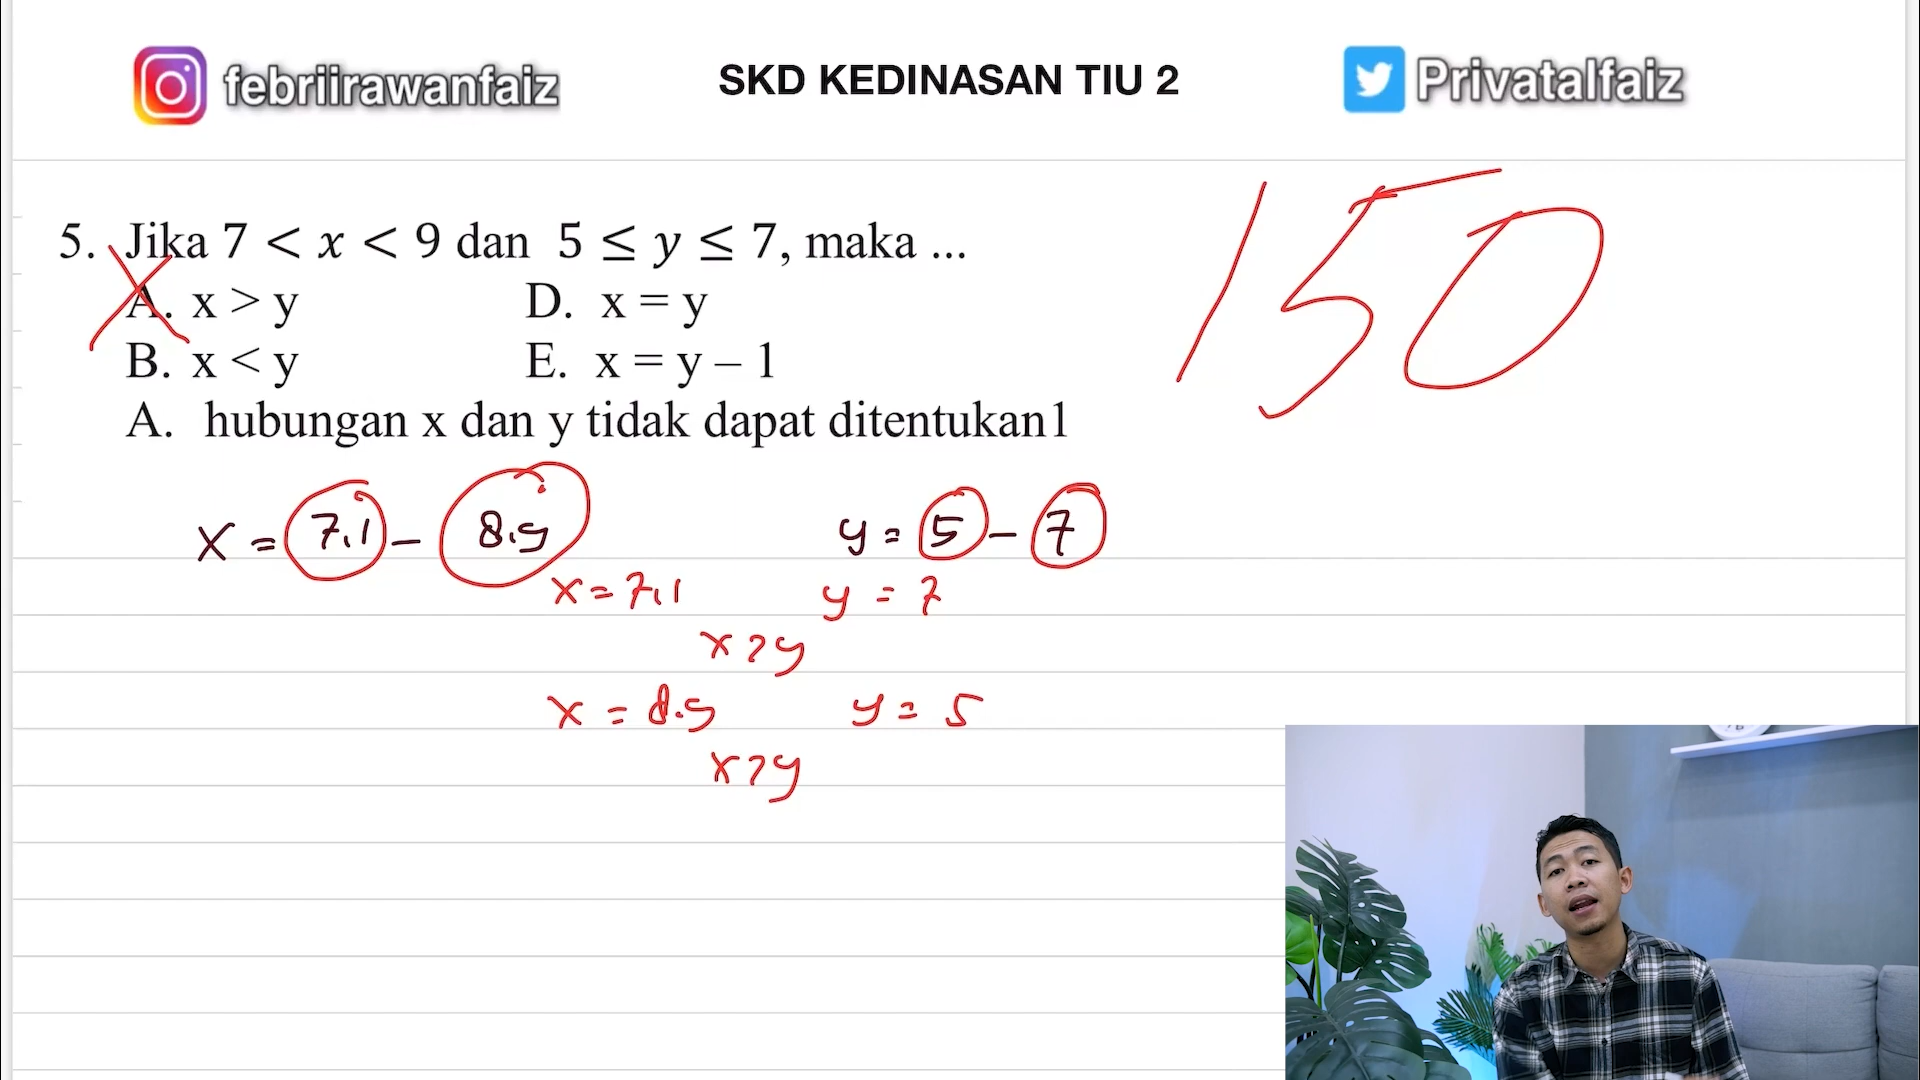 febriirawanfaiz
SKD KEDINASAN TIU 2
Privatalfaiz
150
5. Jika 7 < x < 9 dan 5 ≤ y ≤ 7, maka ...
A. x > y D. x = y
B. x < y E. x = y – 1
A. hubungan x dan y tidak dapat ditentukan1
x = 7,1 – 8,9 y = 5 – 7
x = 7,1 y = 7
x > y
x = 8.9 y = 5
x > y